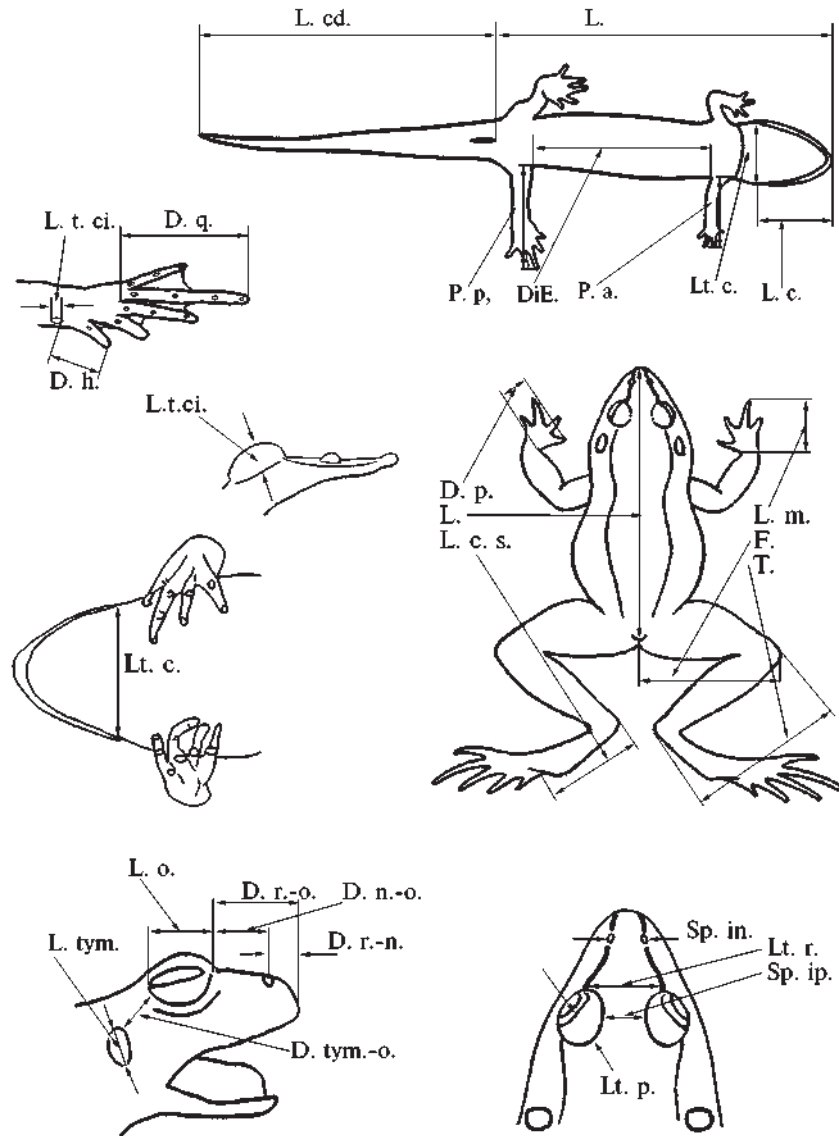 L. cd.
L.
L. t. ci.
D. q.
P. p,
DiE.
P. a.
Lt. c.
L. c.
D. h.
L.t.ci.
D. p.
L.
L. c. s.
L. m.
F.
T.
Lt. c.
L. o.
D. r.-o.
D. n.-o.
L. tym.
D. r.-n.
D. tym.-o.
Sp. in.
Lt. r.
Sp. ip.
Lt. p.